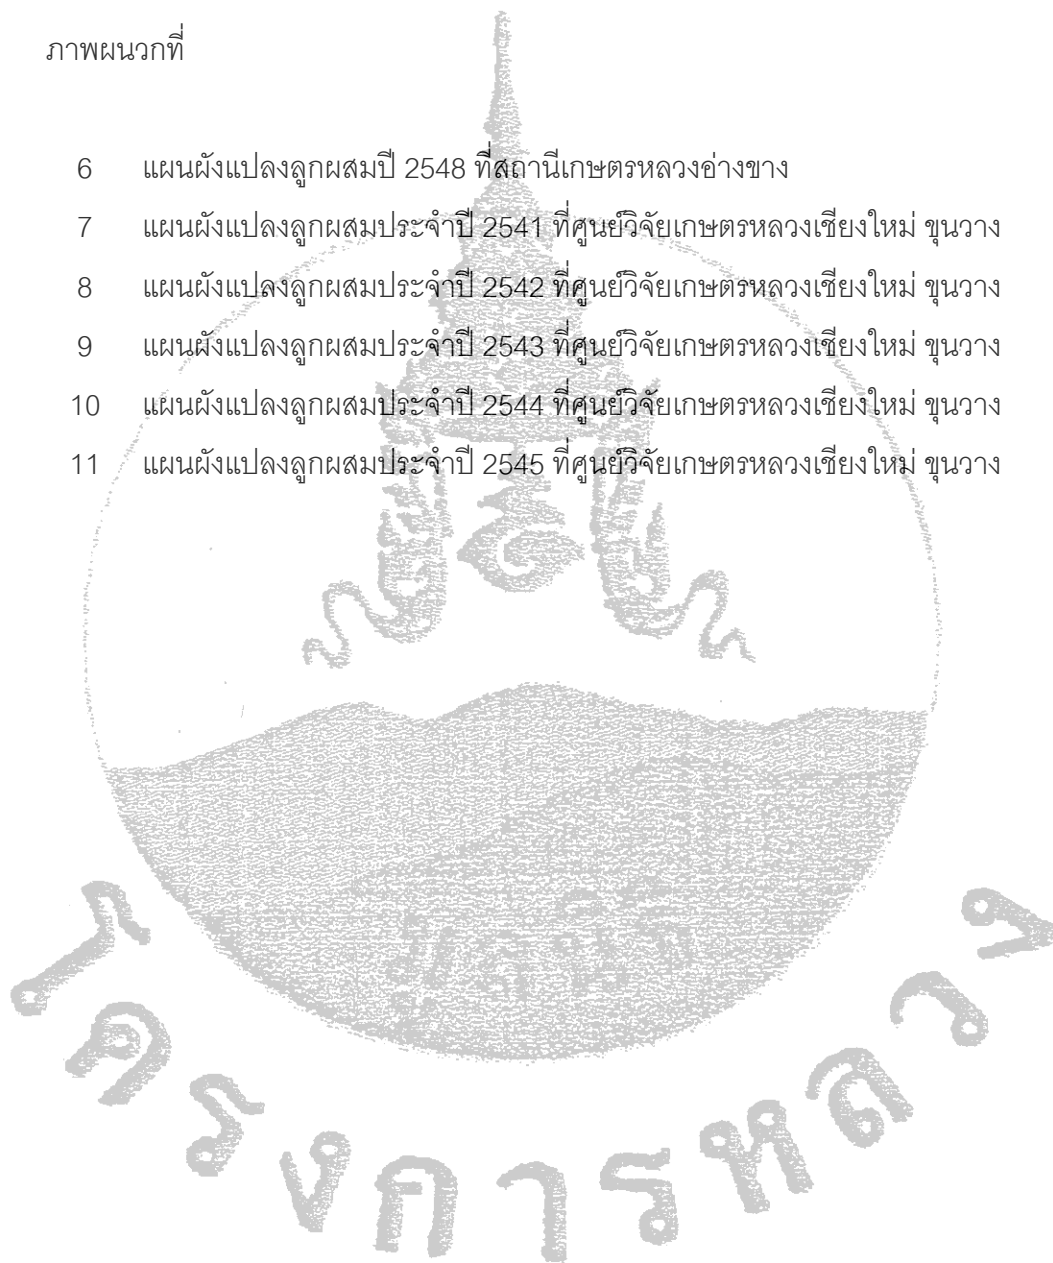 ภาพผนวกที่
6 แผนผังแปลงลูกผสมปี 2548 ที่สถานีเกษตรหลวงอ่างขาง
7 แผนผังแปลงลูกผสมประจำปี 2541 ที่ศูนย์วิจัยเกษตรหลวงเชียงใหม่ ขุนวาง
8 แผนผังแปลงลูกผสมประจำปี 2542 ที่ศูนย์วิจัยเกษตรหลวงเชียงใหม่ ขุนวาง
9 แผนผังแปลงลูกผสมประจำปี 2543 ที่ศูนย์วิจัยเกษตรหลวงเชียงใหม่ ขุนวาง
10 แผนผังแปลงลูกผสมประจำปี 2544 ที่ศูนย์วิจัยเกษตรหลวงเชียงใหม่ ขุนวาง
11 แผนผังแปลงลูกผสมประจำปี 2545 ที่ศูนย์วิจัยเกษตรหลวงเชียงใหม่ ขุนวาง
มูลนิธิ
โครงการหลวง